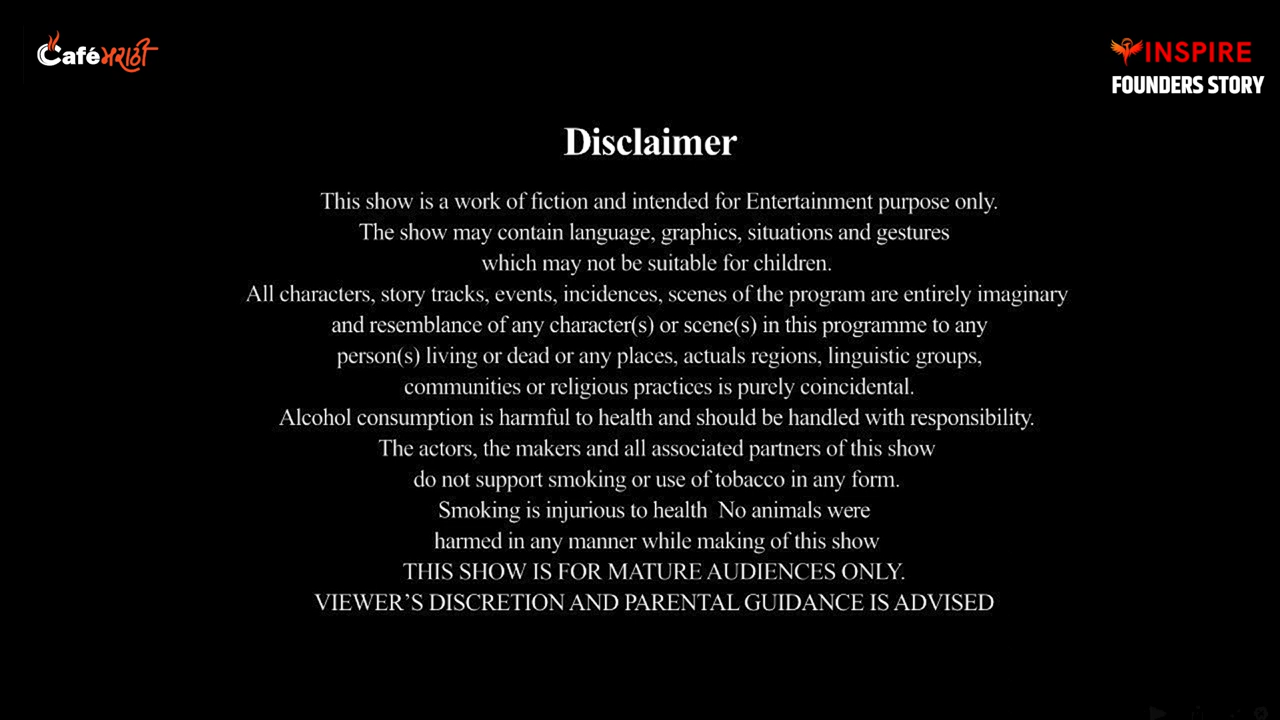 Caféमराठी
INSPIRE
FOUNDERS STORY
Disclaimer
This show is a work of fiction and intended for Entertainment purpose only.
The show may contain language, graphics, situations and gestures
which may not be suitable for children.
All characters, story tracks, events, incidences, scenes of the program are entirely imaginary
and resemblance of any character(s) or scene(s) in this programme to any
person(s) living or dead or any places, actuals regions, linguistic groups,
communities or religious practices is purely coincidental.
Alcohol consumption is harmful to health and should be handled with responsibility.
The actors, the makers and all associated partners of this show
do not support smoking or use of tobacco in any form.
Smoking is injurious to health  No animals were
harmed in any manner while making of this show
THIS SHOW IS FOR MATURE AUDIENCES ONLY.
VIEWER’S DISCRETION AND PARENTAL GUIDANCE IS ADVISED